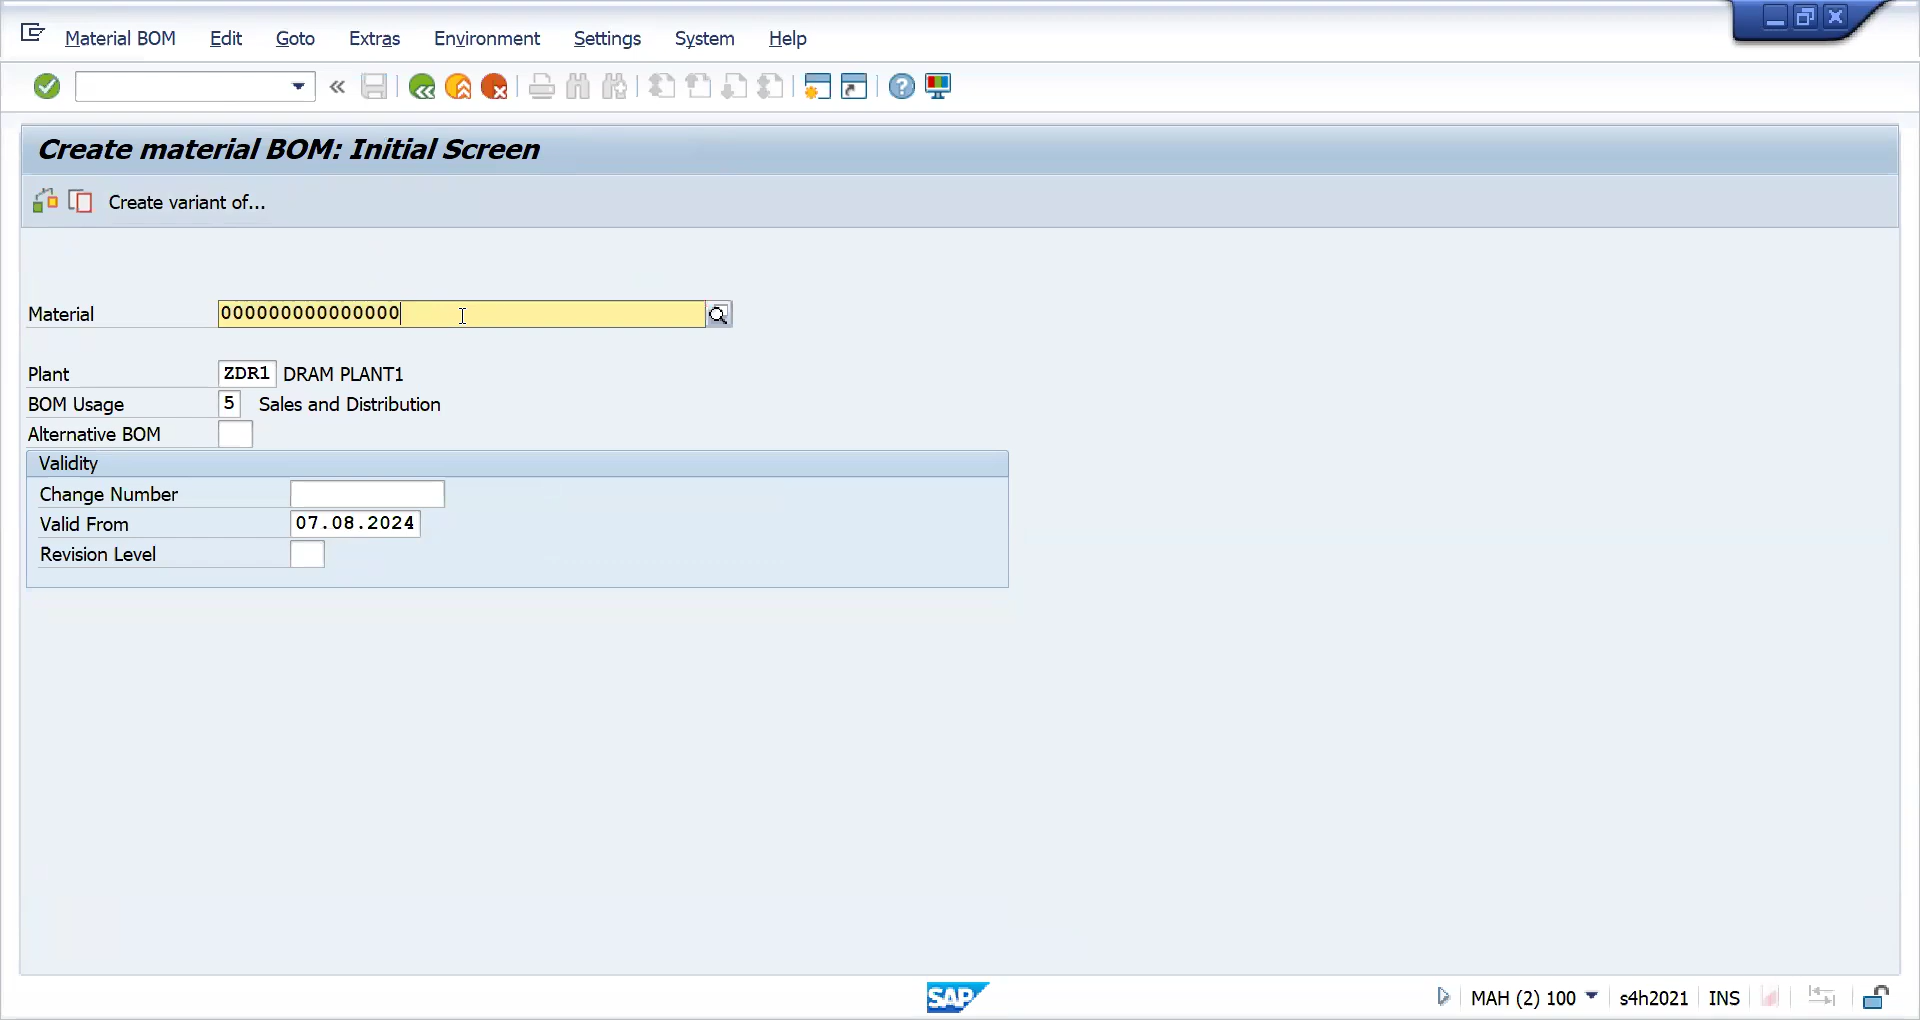 Material BOM Edit Goto Extras Environment Settings System Help
Create material BOM: Initial Screen
Create variant of...
Material 000000000000000
Plant ZDR1 DRAM PLANT1
BOM Usage 5 Sales and Distribution
Alternative BOM
Validity
Change Number
Valid From 07.08.2024
Revision Level
SAP MAH (2) 100 s4h2021 INS